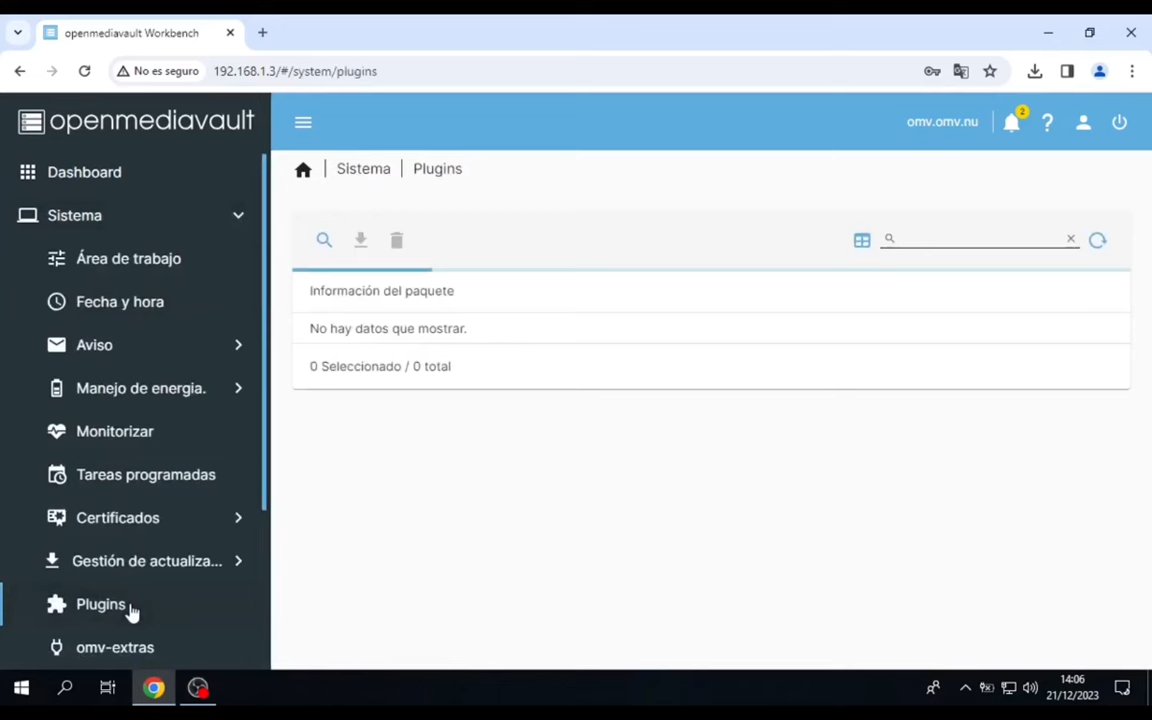 openmediavault Workbench
No es seguro 192.168.1.3/#/system/plugins
openmediavault
omv.omv.nu
2
Dashboard
Sistema | Plugins
Sistema
Área de trabajo
Fecha y hora
Aviso
Manejo de energia.
Monitorizar
Tareas programadas
Certificados
Gestión de actualiza...
Plugins
omv-extras
Información del paquete
No hay datos que mostrar.
0 Seleccionado / 0 total
14:06
21/12/2023